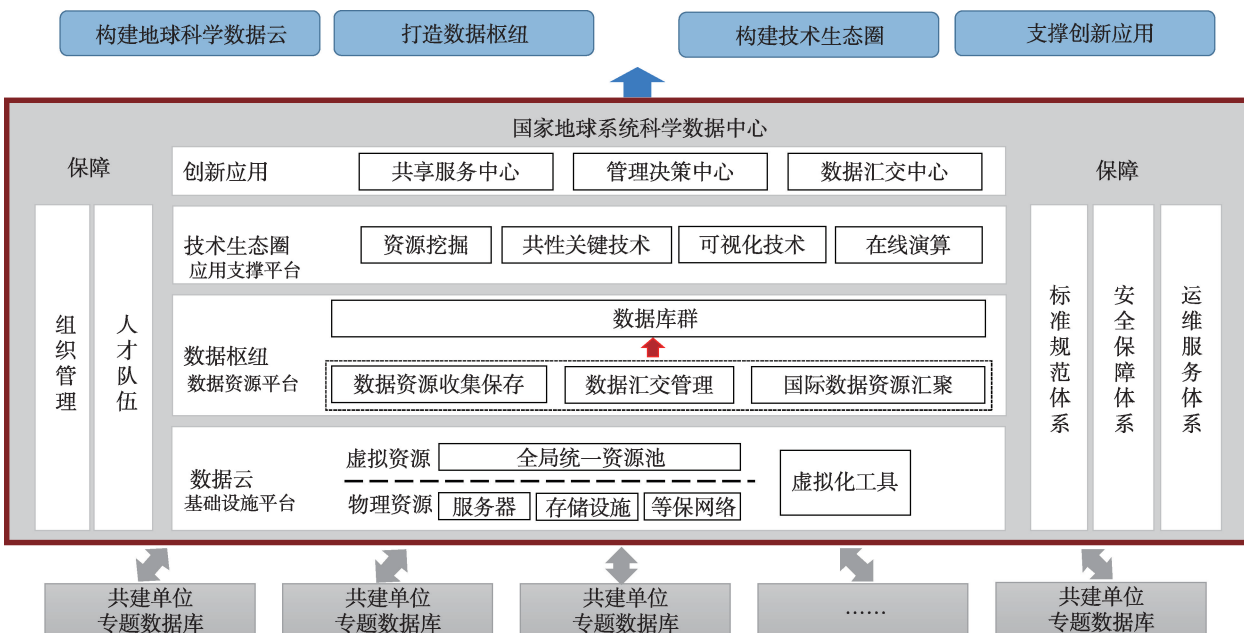 构建地球科学数据云
打造数据枢纽
构建技术生态圈
支撑创新应用
国家地球系统科学数据中心
保障
组织管理
人才队伍
创新应用
共享服务中心
管理决策中心
数据汇交中心
技术生态圈
应用支撑平台
资源挖掘
共性关键技术
可视化技术
在线演算
数据枢纽
数据资源平台
数据库群
数据资源收集保存
数据汇交管理
国际数据资源汇聚
数据云
基础设施平台
虚拟资源
全局统一资源池
物理资源
服务器
存储设施
等保网络
虚拟化工具
保障
标准规范体系
安全保障体系
运维服务体系
共建单位
专题数据库
共建单位
专题数据库
共建单位
专题数据库
……
共建单位
专题数据库